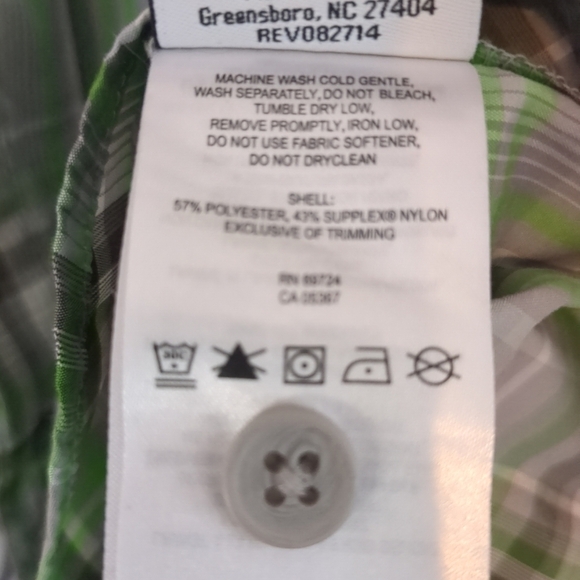 Greensboro, NC 27404
REV082714
MACHINE WASH COLD GENTLE,
WASH SEPARATELY, DO NOT BLEACH,
TUMBLE DRY LOW,
REMOVE PROMPTLY, IRON LOW,
DO NOT USE FABRIC SOFTENER,
DO NOT DRYCLEAN
SHELL:
57% POLYESTER, 43% SUPPLEX® NYLON
EXCLUSIVE OF TRIMMING
RN 69724
CA 05367